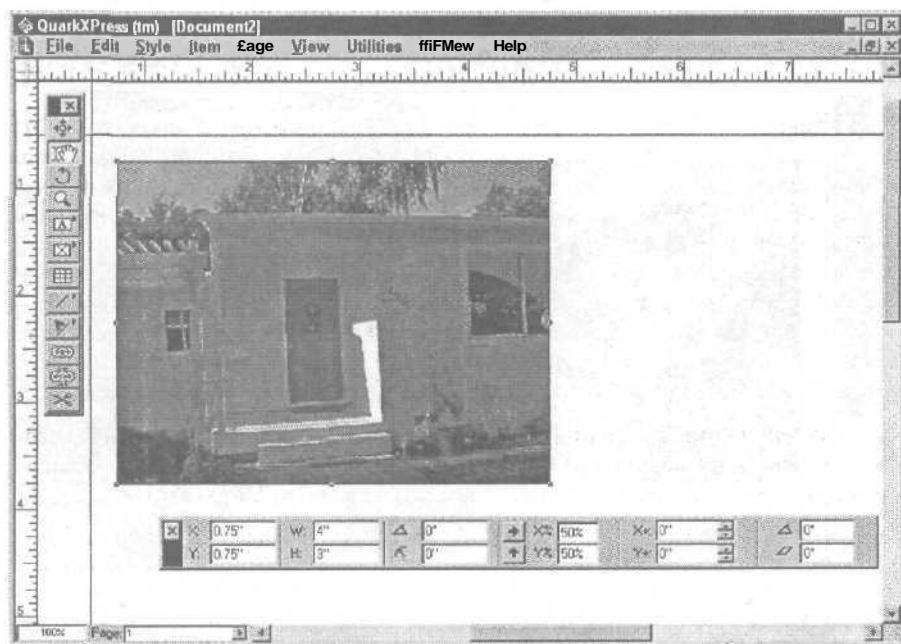 QuarkXPress (tm) [Document2]
File Edit Style Item £age View Utilities ffiFMew Help
1 2 3 4 5 6 7
1
2
3
4
5
X: 0.75" W: 4" 0° X% 50% X+: 0" 0°
Y: 0.75" H: 3" 0" Y% 50% Y+: 0" 0°
100% Page: 1